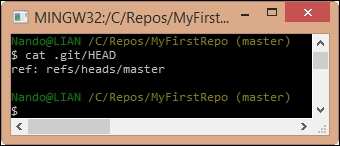 MINGW32:/C/Repos/MyFirst...
Nando@LIAN /C/Repos/MyFirstRepo (master)
$ cat .git/HEAD
ref: refs/heads/master
Nando@LIAN /C/Repos/MyFirstRepo (master)
$